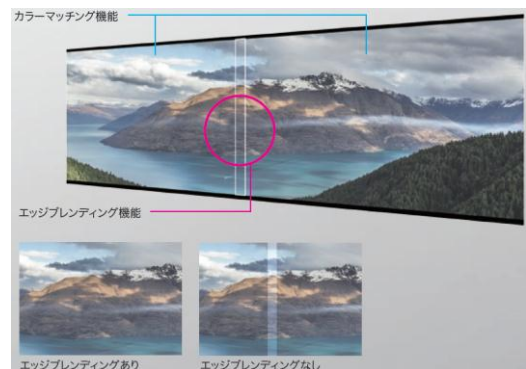 カラーマッチング機能
エッジブレンディング機能
エッジブレンディングあり
エッジブレンディングなし